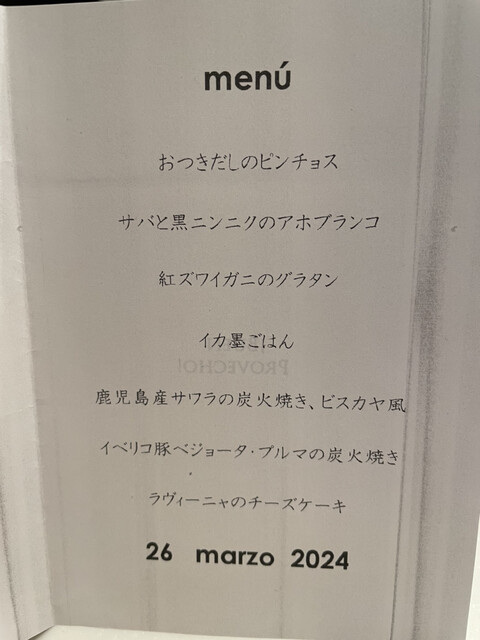 menú
おつきだしのピンチョス
サバと黒ニンニクのアホブランコ
紅ズワイガニのグラタン
イカ墨ごはん
PROVECHO!
鹿児島産サワラの炭火焼き、ビスカヤ風
イベリコ豚ベジョータ・プルマの炭火焼き
ラヴィーニャのチーズケーキ
26 marzo 2024